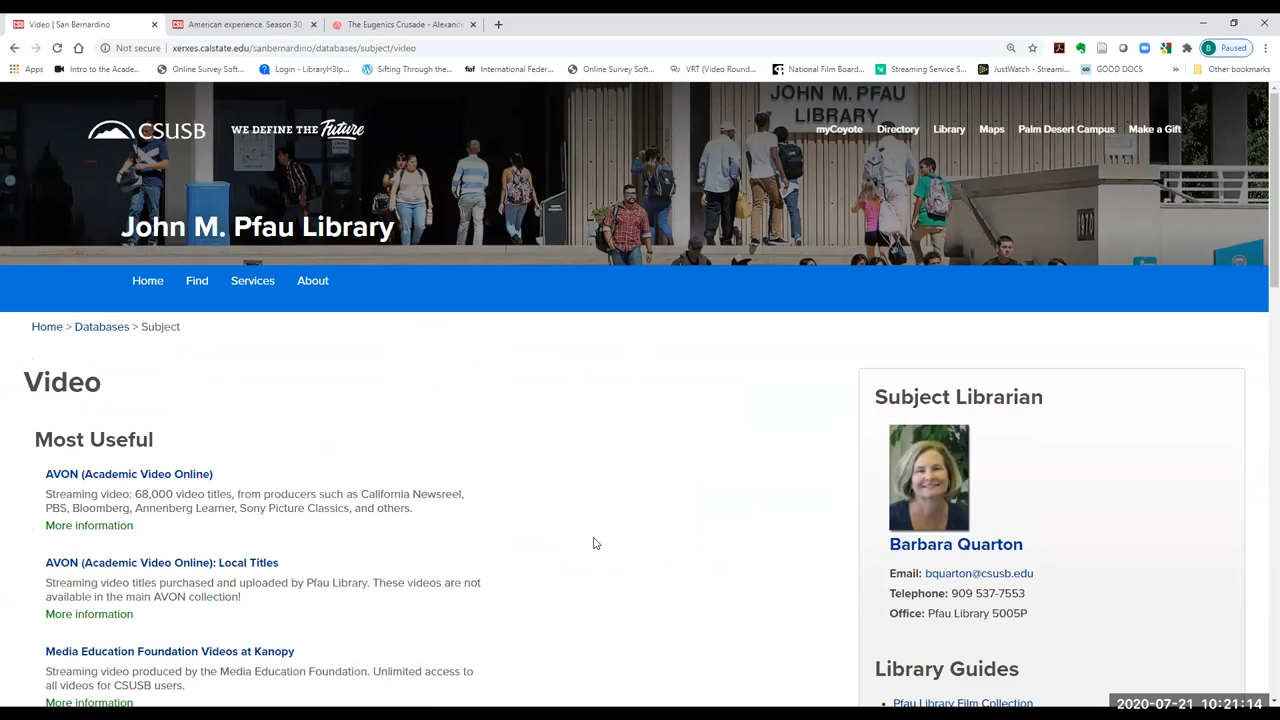 Video | San Bernardino
American experience. Season 30,
The Eugenics Crusade - Alexande
Not secure
xerxes.calstate.edu/sanbernardino/databases/subject/video
B Paused
Apps
Intro to the Acade...
Online Survey Soft...
Login - LibraryH3lp...
Sifting Through the...
fiaf International Feder...
Online Survey Soft...
VRT (Video Round...
National Film Board...
Streaming Service S...
JustWatch - Streami...
GOOD DOCS
Other bookmarks
JOHN M. PFAU
LIBRARY
CSUSB
WE DEFINE THE Future
myCoyote
Directory
Library
Maps
Palm Desert Campus
Make a Gift
1970
John M. Pfau Library
Home
Find
Services
About
Home > Databases > Subject
Video
Most Useful
AVON (Academic Video Online)
Streaming video: 68,000 video titles, from producers such as California Newsreel,
PBS, Bloomberg, Annenberg Learner, Sony Picture Classics, and others.
More information
AVON (Academic Video Online): Local Titles
Streaming video titles purchased and uploaded by Pfau Library. These videos are not
available in the main AVON collection!
More information
Media Education Foundation Videos at Kanopy
Streaming video produced by the Media Education Foundation. Unlimited access to
all videos for CSUSB users.
More information
Subject Librarian
Barbara Quarton
Email: bquarton@csusb.edu
Telephone: 909 537-7553
Office: Pfau Library 5005P
Library Guides
Pfau Library Film Collection
2020-07-21 10:21:14